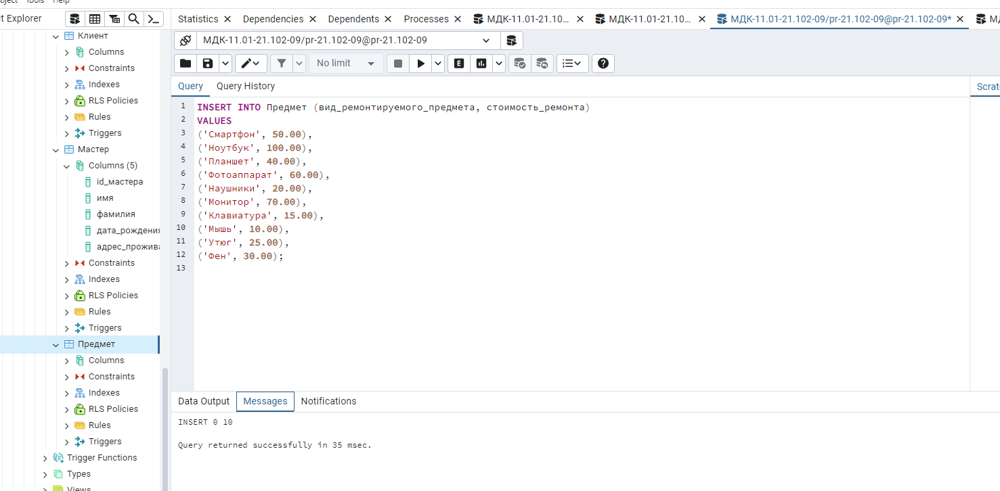 bject Tools Help
ct Explorer
Statistics
Dependencies
Dependents
Processes
МДК-11.01-21.10...
МДК-11.01-21.10...
МДК-11.01-21.102-09/pr-21.102-09@pr-21.102-09*
МД
МДК-11.01-21.102-09/pr-21.102-09@pr-21.102-09
No limit
E
Query
Query History
Scrat
Клиент
Columns
Constraints
Indexes
RLS Policies
Rules
Triggers
Мастер
Columns (5)
id_мастера
имя
фамилия
дата_рождения
адрес_прожива
Constraints
Indexes
RLS Policies
Rules
Triggers
Предмет
Columns
Constraints
Indexes
RLS Policies
Rules
Triggers
Trigger Functions
Types
Views
1 INSERT INTO Предмет (вид_ремонтируемого_предмета, стоимость_ремонта)
2 VALUES
3 ('Смартфон', 50.00),
4 ('Ноутбук', 100.00),
5 ('Планшет', 40.00),
6 ('Фотоаппарат', 60.00),
7 ('Наушники', 20.00),
8 ('Монитор', 70.00),
9 ('Клавиатура', 15.00),
10 ('Мышь', 10.00),
11 ('Утюг', 25.00),
12 ('Фен', 30.00);
13
Data Output
Messages
Notifications
INSERT 0 10
Query returned successfully in 35 msec.